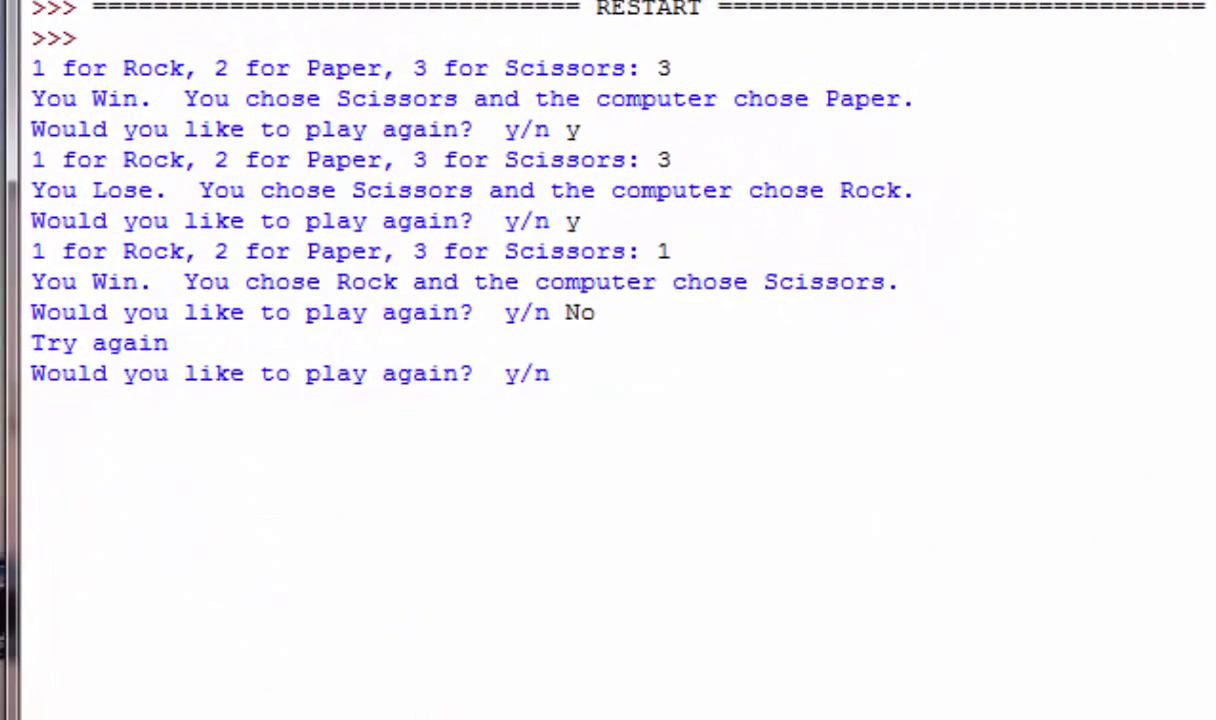 >>> ================================ RESTART ================================
>>>
1 for Rock, 2 for Paper, 3 for Scissors: 3
You Win.  You chose Scissors and the computer chose Paper.
Would you like to play again?  y/n y
1 for Rock, 2 for Paper, 3 for Scissors: 3
You Lose.  You chose Scissors and the computer chose Rock.
Would you like to play again?  y/n y
1 for Rock, 2 for Paper, 3 for Scissors: 1
You Win.  You chose Rock and the computer chose Scissors.
Would you like to play again?  y/n No
Try again
Would you like to play again?  y/n